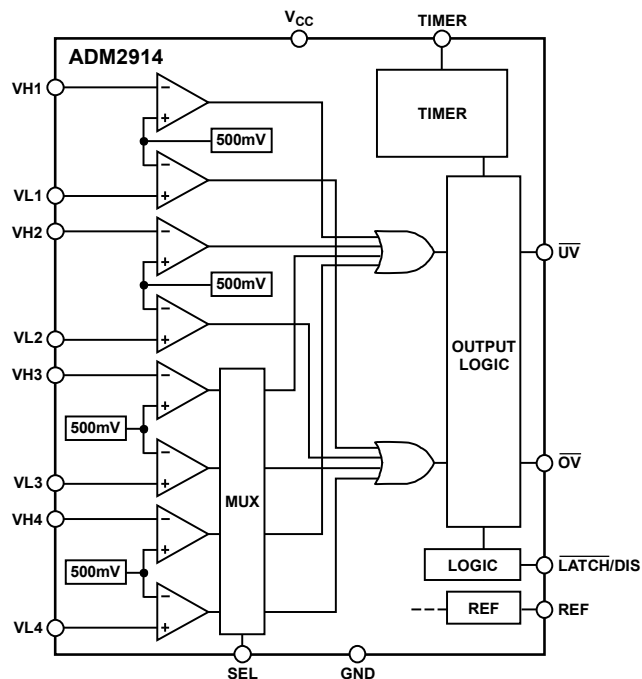 V_CC
TIMER
ADM2914
VH1
−
+
TIMER
500mV
−
+
VL1
VH2
−
+
UV
500mV
−
+
VL2
OUTPUT
LOGIC
VH3
−
+
500mV
−
+
MUX
OV
VL3
VH4
−
+
LOGIC
LATCH/DIS
500mV
−
+
REF
REF
VL4
SEL
GND